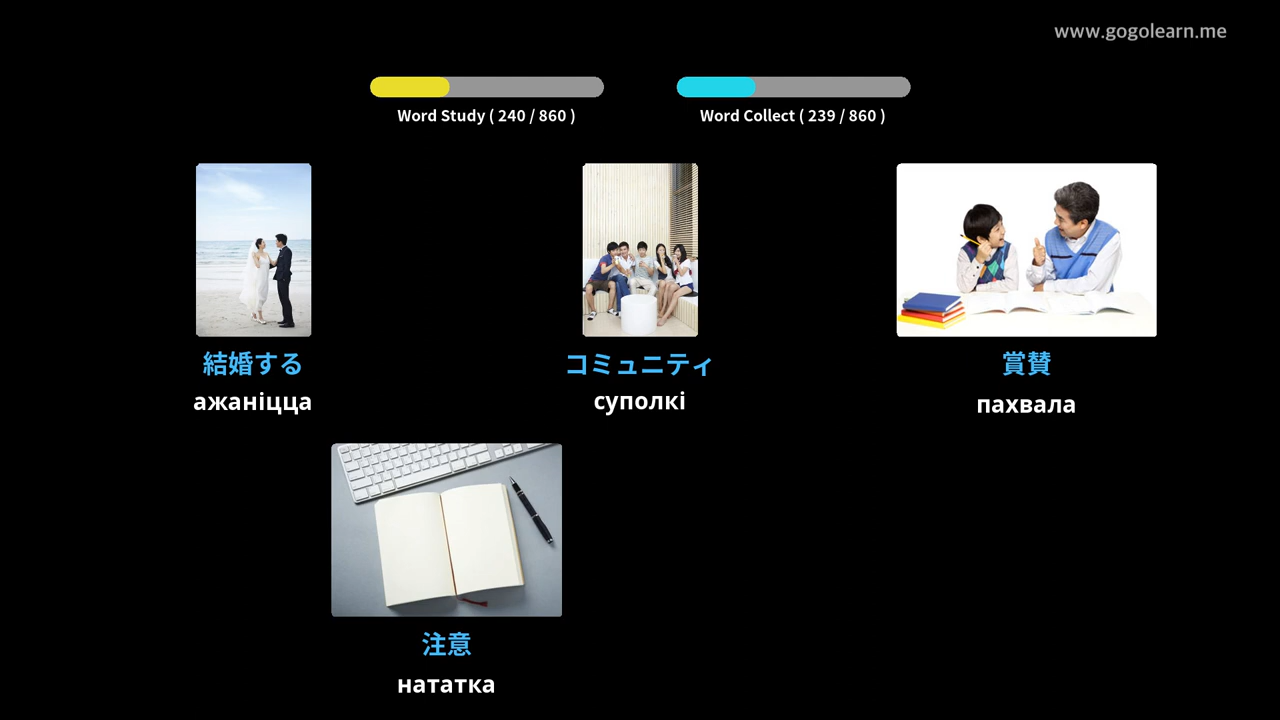 www.gogolearn.me
Word Study ( 240 / 860 )
Word Collect ( 239 / 860 )
結婚する
ажаніцца
コミュニティ
суполкі
賞賛
пахвала
注意
нататка